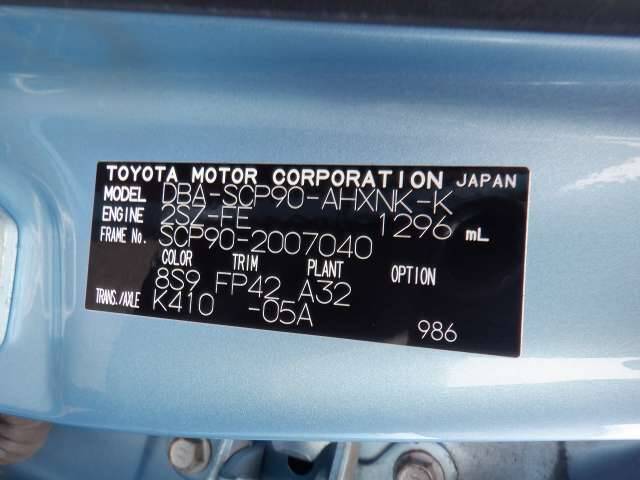 TOYOTA MOTOR CORPORATION JAPAN
MODEL DBA-SCP90-AHXNK-K
ENGINE 2SZ-FE 1296 mL
FRAME No. SCP90-2007040
COLOR TRIM PLANT OPTION
8S9 FP42 A32
TRANS./AXLE K410 -05A
986